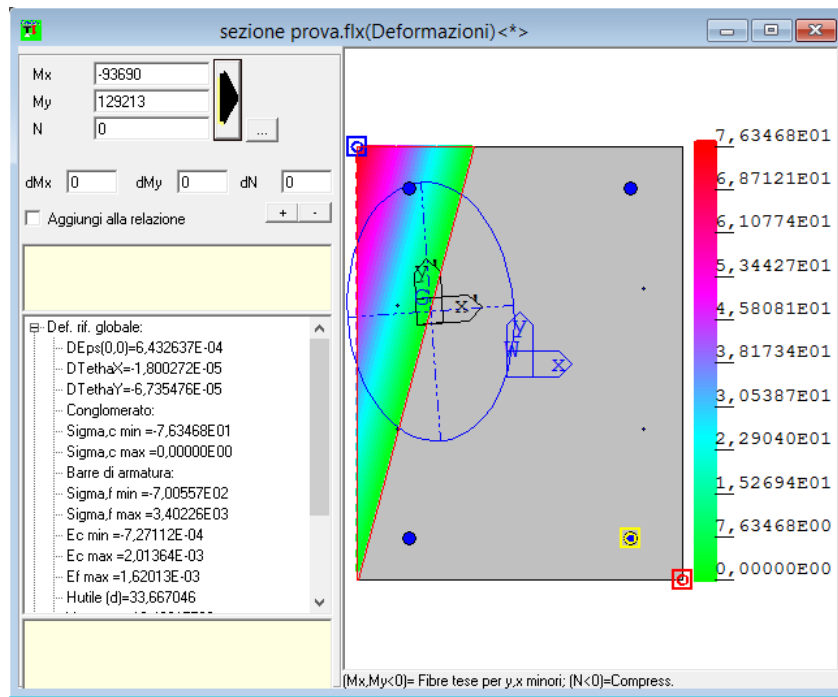 sezione prova.flx(Deformazioni)<*>
Mx -93690
My 129213
N 0
...
dMx 0 dMy 0 dN 0
Aggiungi alla relazione + -
Def. rif. globale:
DEps(0,0)=6,432637E-04
DTethaX=-1,800272E-05
DTethaY=-6,735476E-05
Conglomerato:
Sigma,c min =-7,63468E01
Sigma,c max =0,00000E00
Barre di armatura:
Sigma,f min =-7,00557E02
Sigma,f max =3,40226E03
Ec min =-7,27112E-04
Ec max =2,01364E-03
Ef max =1,62013E-03
Hutile (d)=33,667046
y'
G
x'
y
W
x
7,63468E01
6,87121E01
6,10774E01
5,34427E01
4,58081E01
3,81734E01
3,05387E01
2,29040E01
1,52694E01
7,63468E00
0,00000E00
(Mx,My<0)= Fibre tese per y,x minori; (N<0)=Compress.